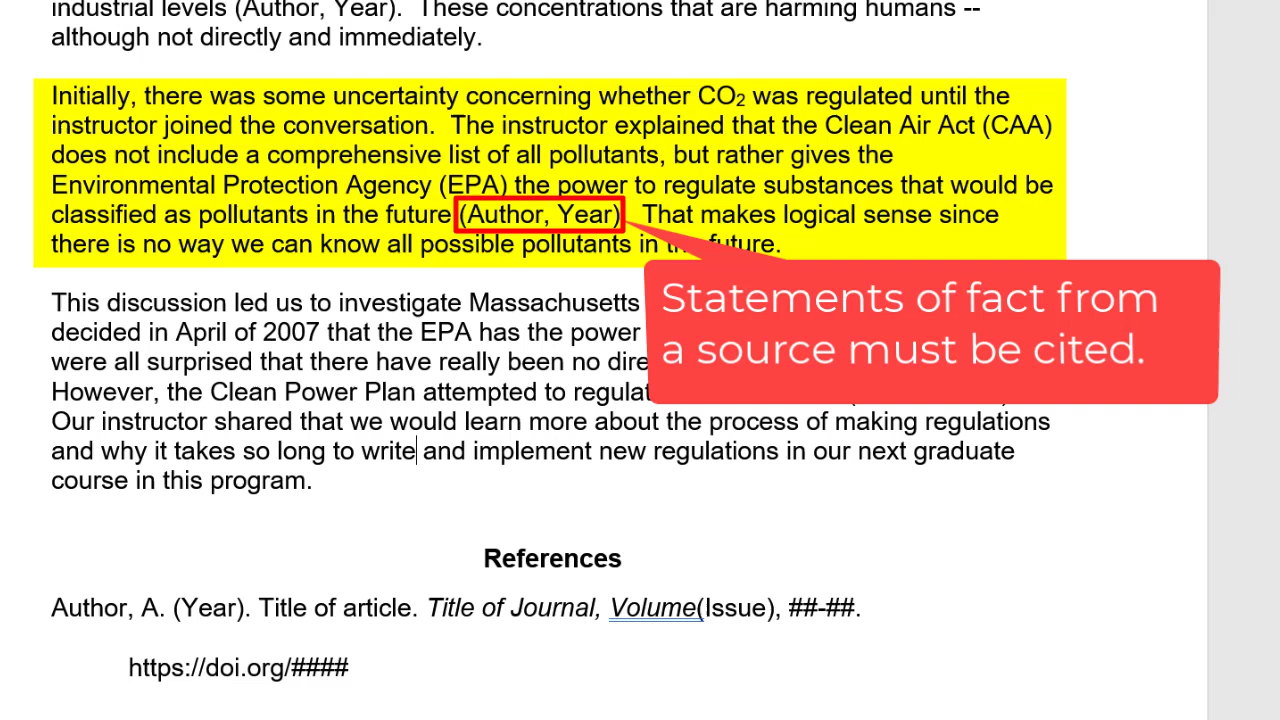 industrial levels (Author, Year). These concentrations that are harming humans --
although not directly and immediately.
Initially, there was some uncertainty concerning whether CO2 was regulated until the
instructor joined the conversation. The instructor explained that the Clean Air Act (CAA)
does not include a comprehensive list of all pollutants, but rather gives the
Environmental Protection Agency (EPA) the power to regulate substances that would be
classified as pollutants in the future (Author, Year) That makes logical sense since
there is no way we can know all possible pollutants in future.
Statements of fact from
a source must be cited.
This discussion led us to investigate Massachusetts
decided in April of 2007 that the EPA has the power
were all surprised that there have really been no
However, the Clean Power Plan attempted to
Our instructor shared that we would learn more about the process of making regulations
and why it takes so long to write and implement new regulations in our next graduate
course in this program.
References
Author, A. (Year). Title of article. Title of Journal, Volume(Issue), ##-##.
https://doi.org/####